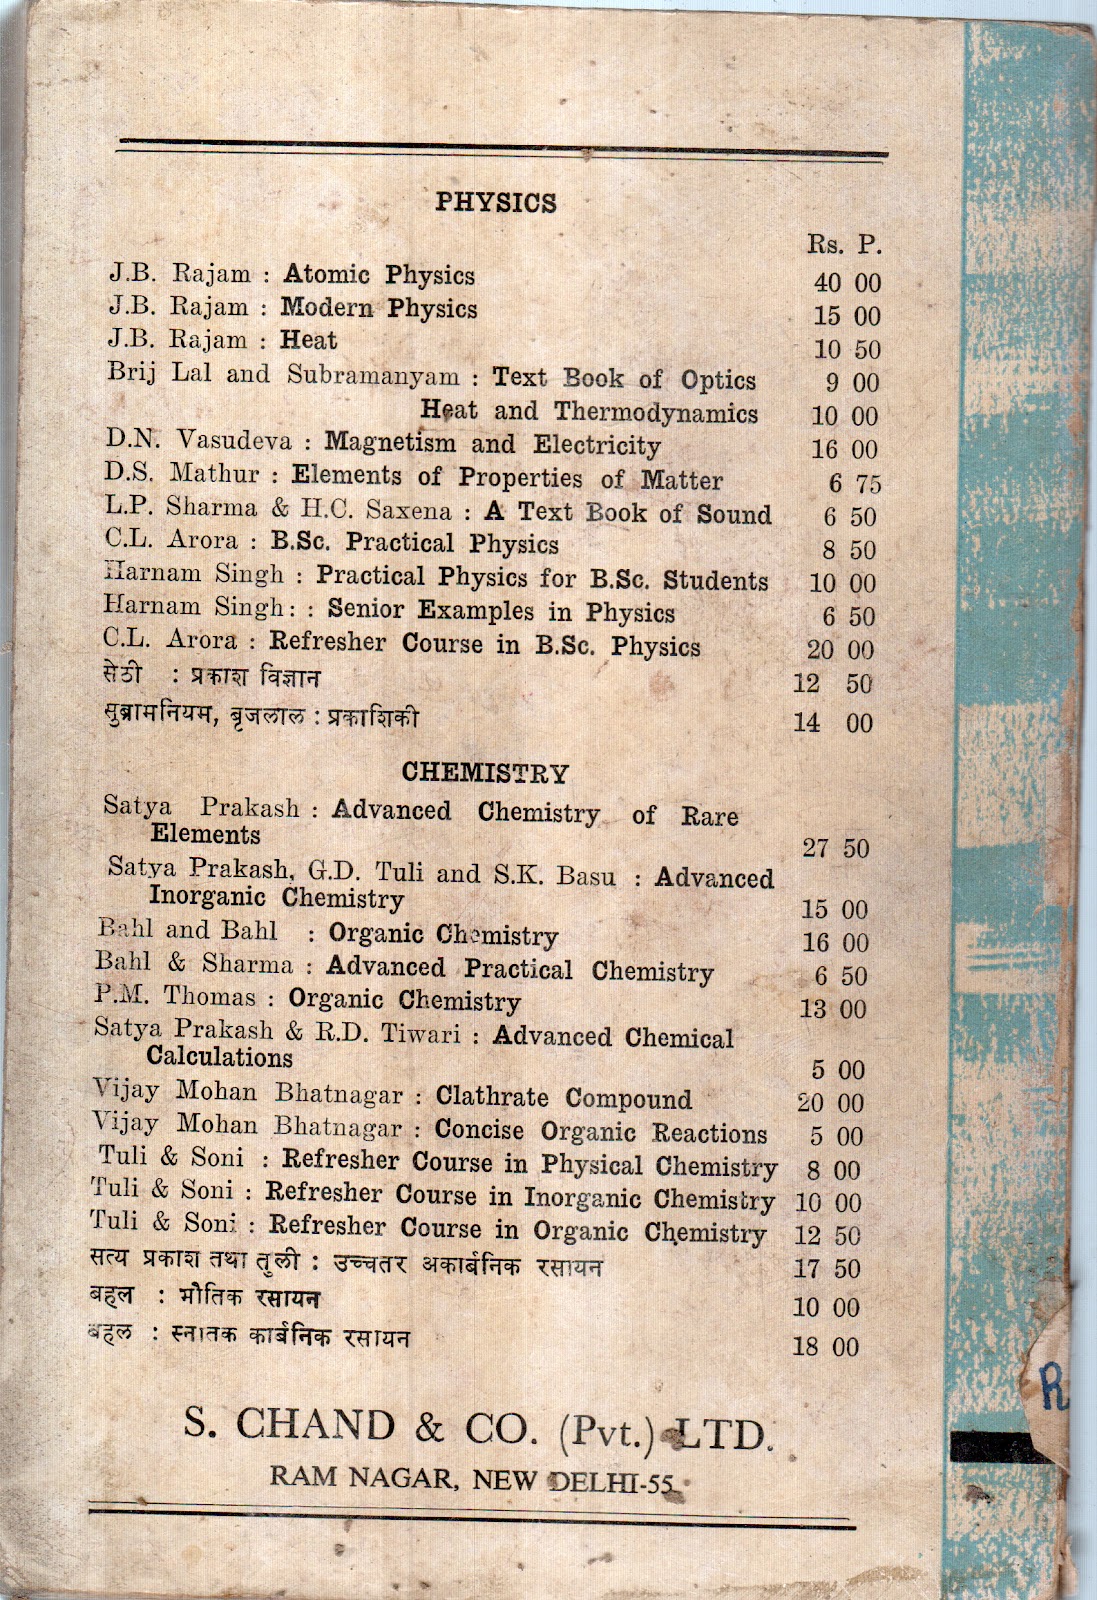 PHYSICS
Rs. P.
J.B. Rajam : Atomic Physics 40 00
J.B. Rajam : Modern Physics 15 00
J.B. Rajam : Heat 10 50
Brij Lal and Subramanyam : Text Book of Optics 9 00
Heat and Thermodynamics 10 00
D.N. Vasudeva : Magnetism and Electricity 16 00
D.S. Mathur : Elements of Properties of Matter 6 75
L.P. Sharma & H.C. Saxena : A Text Book of Sound 6 50
C.L. Arora : B.Sc. Practical Physics 8 50
Harnam Singh : Practical Physics for B.Sc. Students 10 00
Harnam Singh: : Senior Examples in Physics 6 50
C.L. Arora : Refresher Course in B.Sc. Physics 20 00
सेठी : प्रकाश विज्ञान 12 50
सुब्रामनियम, बृजलाल : प्रकाशिकी 14 00
CHEMISTRY
Satya Prakash : Advanced Chemistry of Rare
Elements 27 50
Satya Prakash, G.D. Tuli and S.K. Basu : Advanced
Inorganic Chemistry 15 00
Bahl and Bahl : Organic Chemistry 16 00
Bahl & Sharma : Advanced Practical Chemistry 6 50
P.M. Thomas : Organic Chemistry 13 00
Satya Prakash & R.D. Tiwari : Advanced Chemical
Calculations 5 00
Vijay Mohan Bhatnagar : Clathrate Compound 20 00
Vijay Mohan Bhatnagar : Concise Organic Reactions 5 00
Tuli & Soni : Refresher Course in Physical Chemistry 8 00
Tuli & Soni : Refresher Course in Inorganic Chemistry 10 00
Tuli & Soni : Refresher Course in Organic Chemistry 12 50
सत्य प्रकाश तथा तुली : उच्चतर अकार्बनिक रसायन 17 50
बहल : भौतिक रसायन 10 00
बहल : स्नातक कार्बनिक रसायन 18 00
S. CHAND & CO. (Pvt.) LTD.
RAM NAGAR, NEW DELHI-55
R